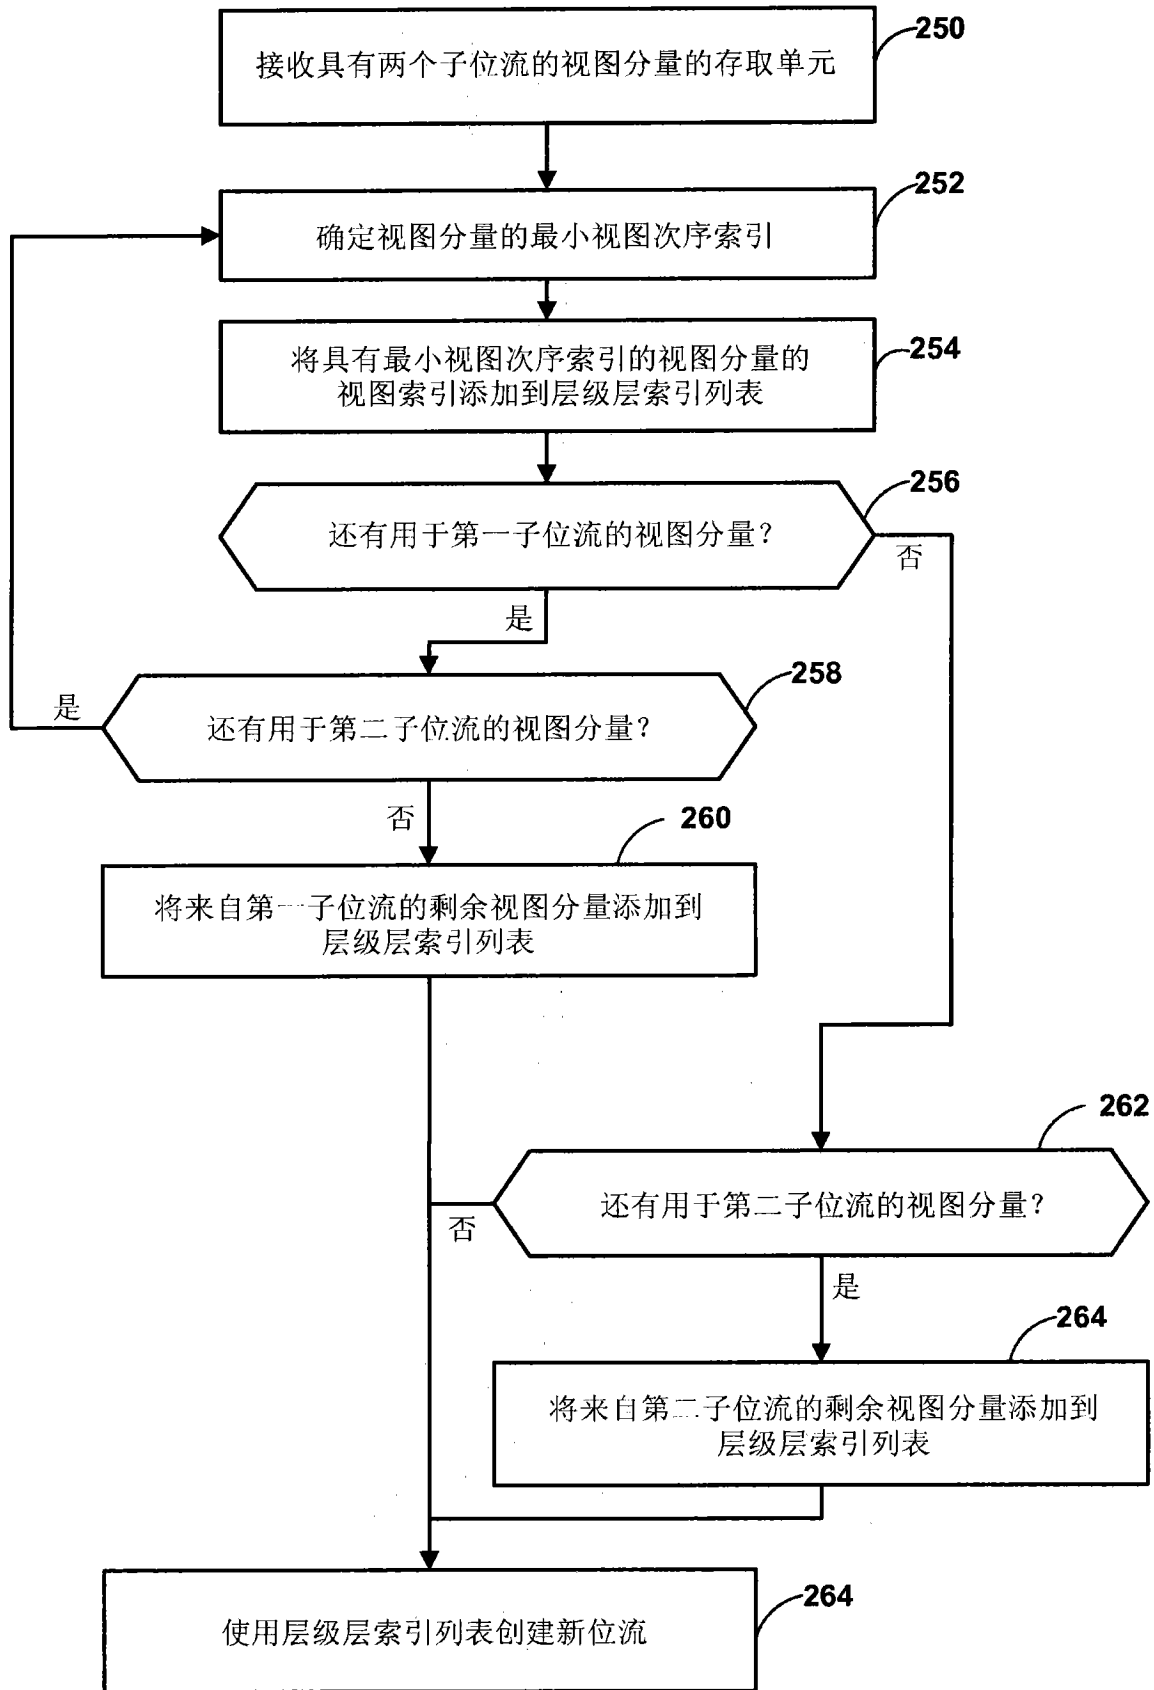 接收具有两个子位流的视图分量的存取单元
250
确定视图分量的最小视图次序索引
252
将具有最小视图次序索引的视图分量的
视图索引添加到层级层索引列表
254
还有用于第一子位流的视图分量?
256
否
是
还有用于第二子位流的视图分量?
258
是
否
260
将来自第一子位流的剩余视图分量添加到
层级层索引列表
262
还有用于第二子位流的视图分量?
否
是
264
将来自第二子位流的剩余视图分量添加到
层级层索引列表
使用层级层索引列表创建新位流
264